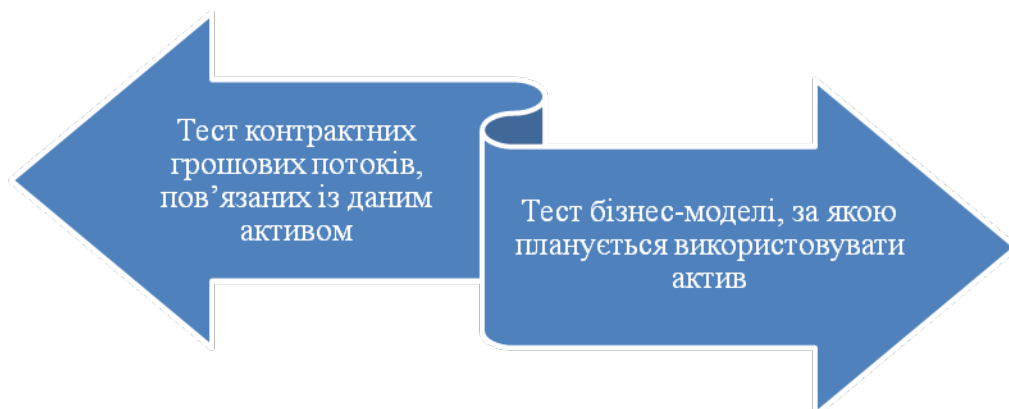 Тест контрактних
грошових потоків,
пов’язаних із даним
активом
Тест бізнес-моделі, за якою
планується використовувати
актив